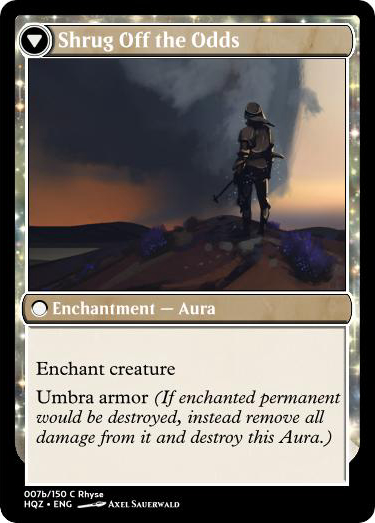 Shrug Off the Odds
Enchantment — Aura
Enchant creature
Umbra armor (If enchanted permanent
would be destroyed, instead remove all
damage from it and destroy this Aura.)
007b/150 C Rhyse
HQZ • ENG Axel Sauerwald